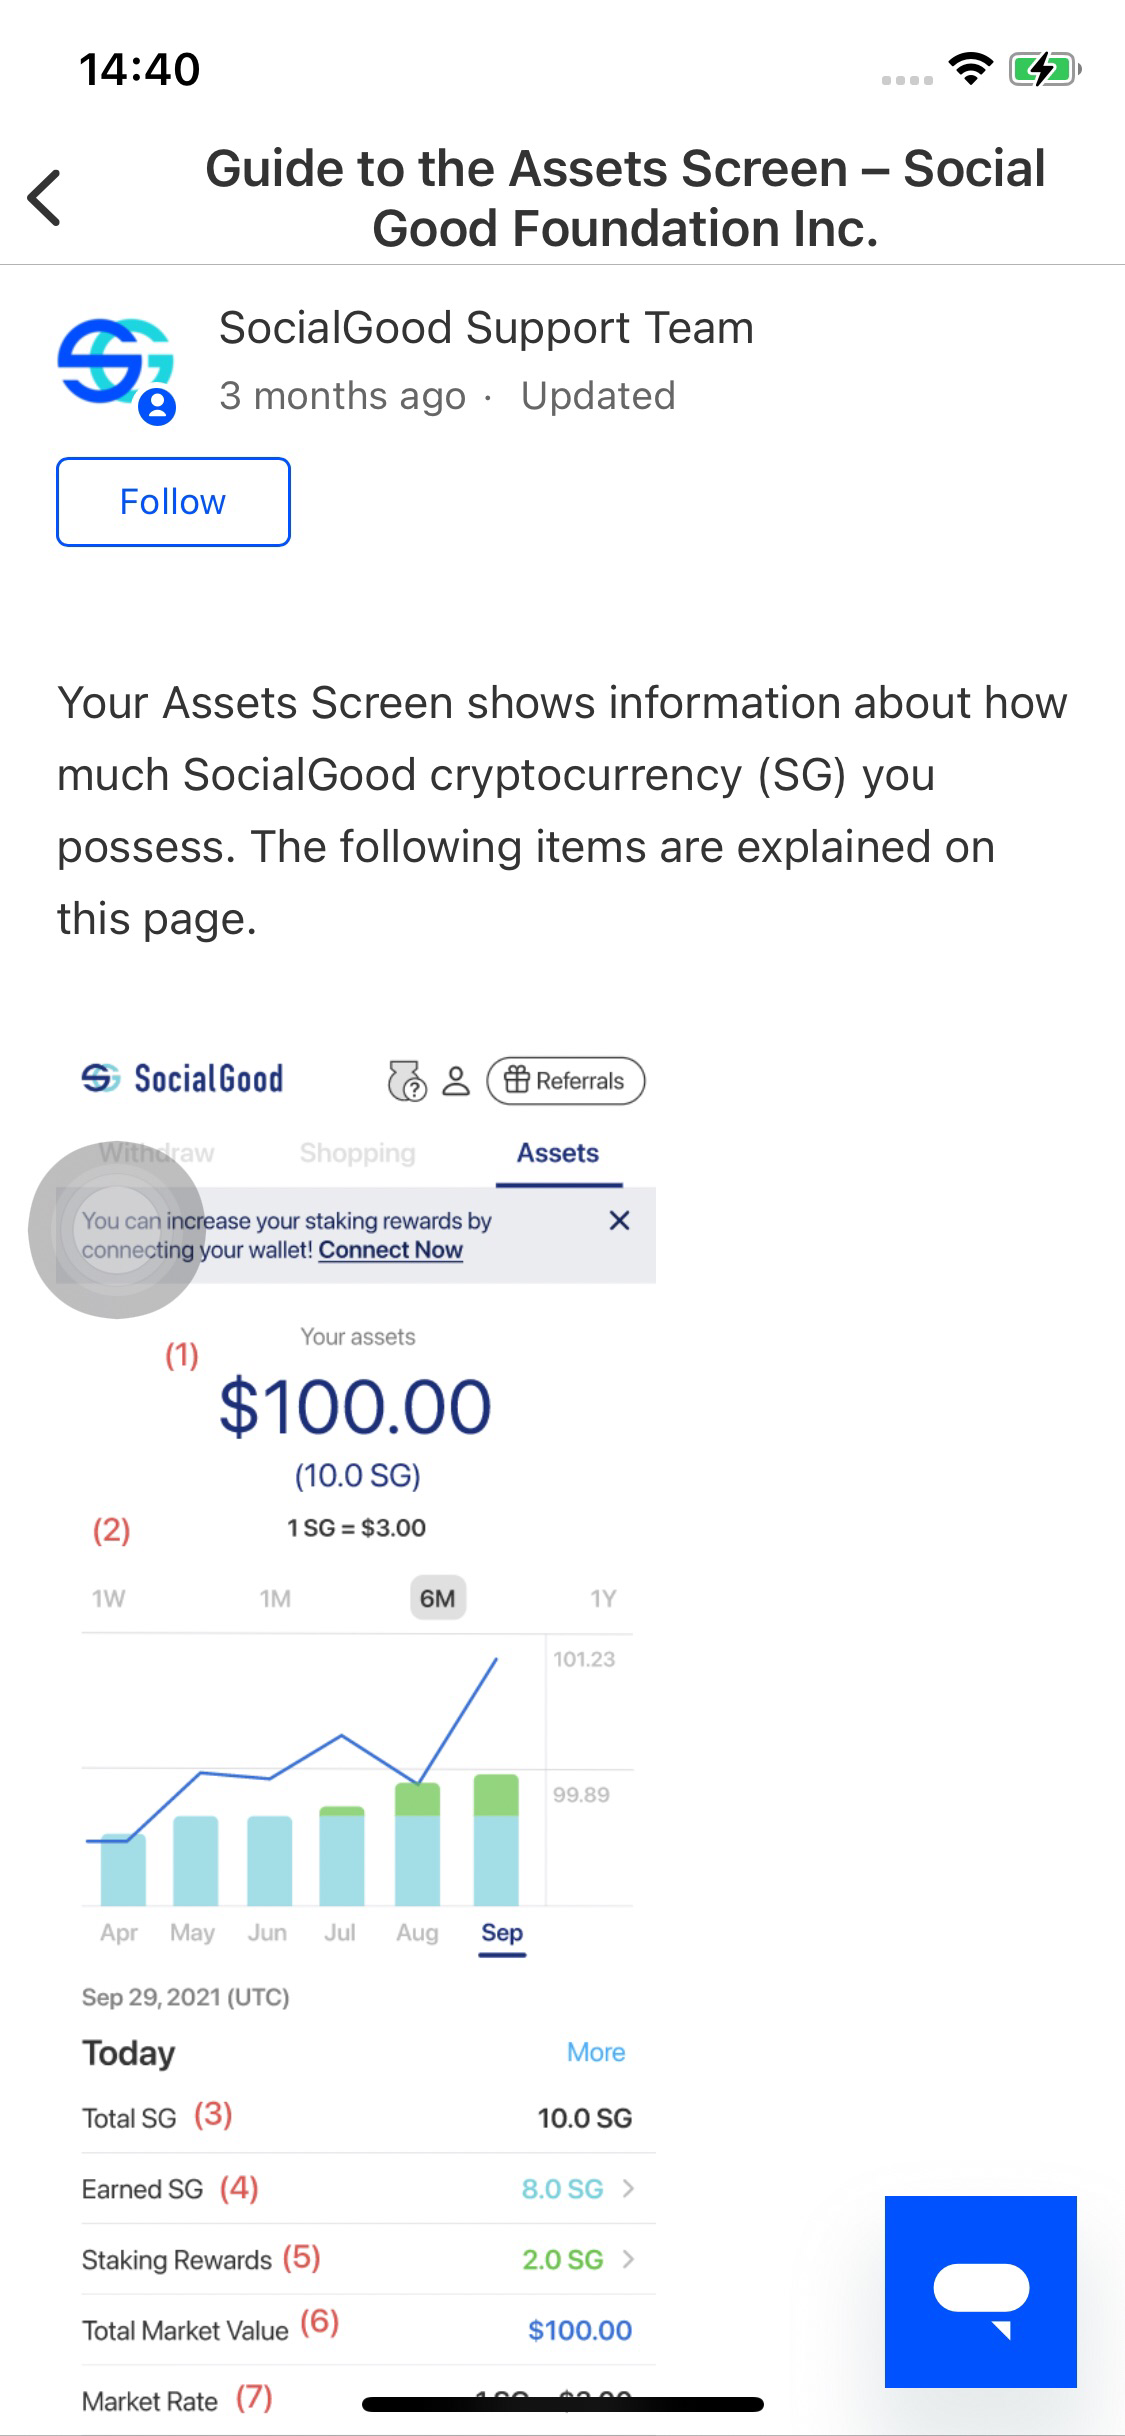 14:40
Guide to the Assets Screen – Social
Good Foundation Inc.
SocialGood Support Team
3 months ago · Updated
Follow
Your Assets Screen shows information about how
much SocialGood cryptocurrency (SG) you
possess. The following items are explained on
this page.
SocialGood
Referrals
Withdraw Shopping Assets
You can increase your staking rewards by
connecting your wallet! Connect Now
Your assets
(1)
$100.00
(10.0 SG)
(2) 1 SG = $3.00
1W 1M 6M 1Y
101.23
99.89
Apr May Jun Jul Aug Sep
Sep 29, 2021 (UTC)
Today More
Total SG (3) 10.0 SG
Earned SG (4) 8.0 SG
Staking Rewards (5) 2.0 SG
Total Market Value (6) $100.00
Market Rate (7)